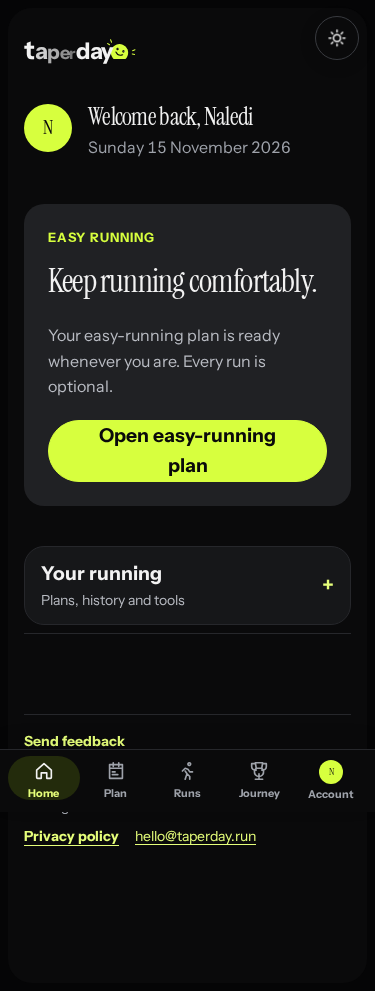 taperday
N
Welcome back, Naledi
Sunday 15 November 2026
EASY RUNNING
Keep running comfortably.
Your easy-running plan is ready
whenever you are. Every run is
optional.
Open easy-running
plan
Your running
Plans, history and tools
+
Send feedback
Home
Plan
Runs
Journey
N
Account
Privacy policy
hello@taperday.run